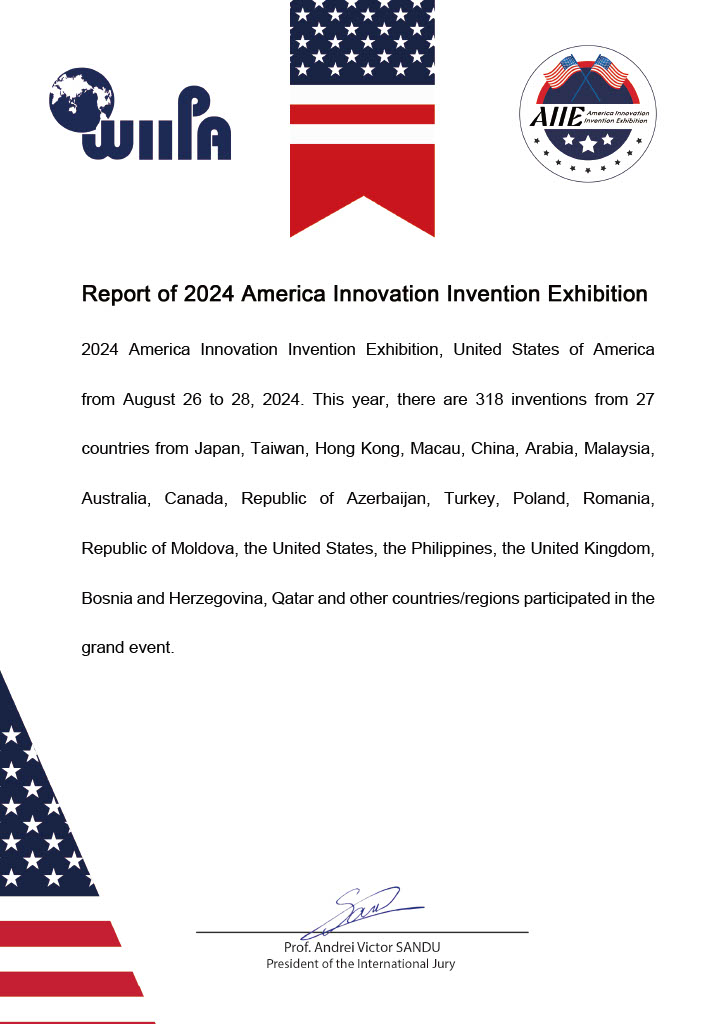 WIIPA
AIIE America Innovation
Invention Exhibition
Report of 2024 America Innovation Invention Exhibition
2024 America Innovation Invention Exhibition, United States of America
from August 26 to 28, 2024. This year, there are 318 inventions from 27
countries from Japan, Taiwan, Hong Kong, Macau, China, Arabia, Malaysia,
Australia, Canada, Republic of Azerbaijan, Turkey, Poland, Romania,
Republic of Moldova, the United States, the Philippines, the United Kingdom,
Bosnia and Herzegovina, Qatar and other countries/regions participated in the
grand event.
Sandu
Prof. Andrei Victor SANDU
President of the International Jury